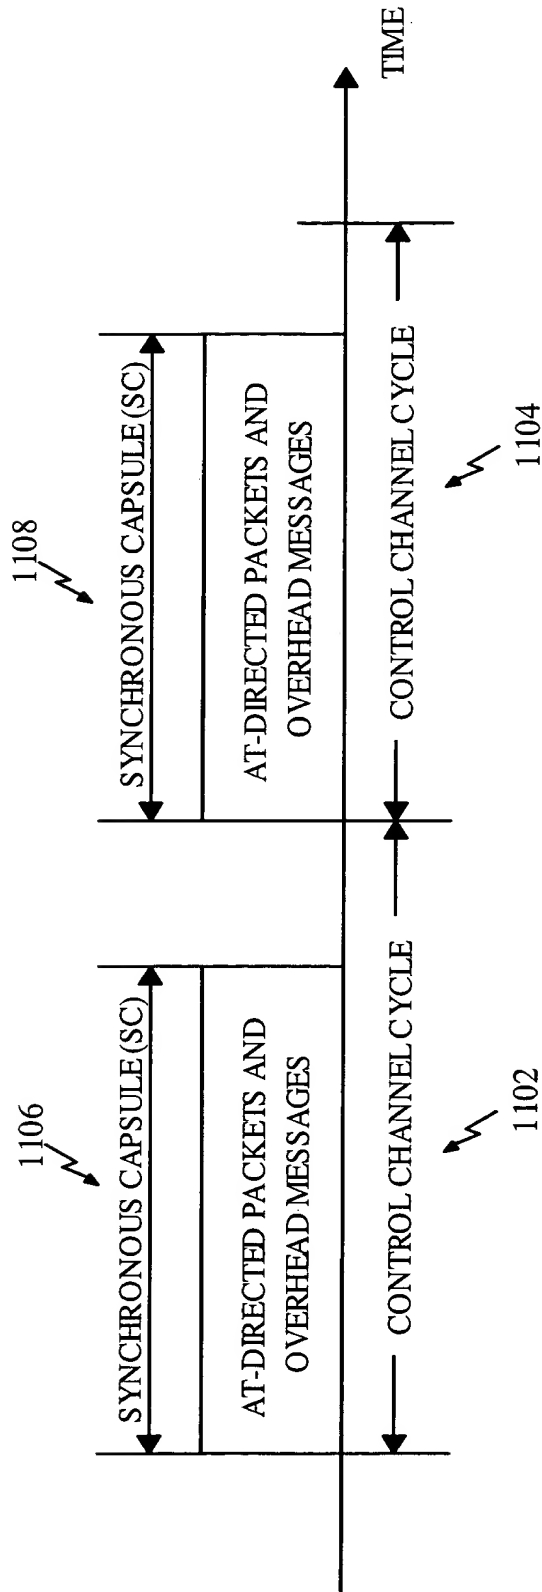 1106
1108
SYNCHRONOUS CAPSULE (SC)
SYNCHRONOUS CAPSULE (SC)
AT-DIRECTED PACKETS AND
OVERHEAD MESSAGES
AT-DIRECTED PACKETS AND
OVERHEAD MESSAGES
TIME
CONTROL CHANNEL CYCLE
CONTROL CHANNEL CYCLE
1102
1104